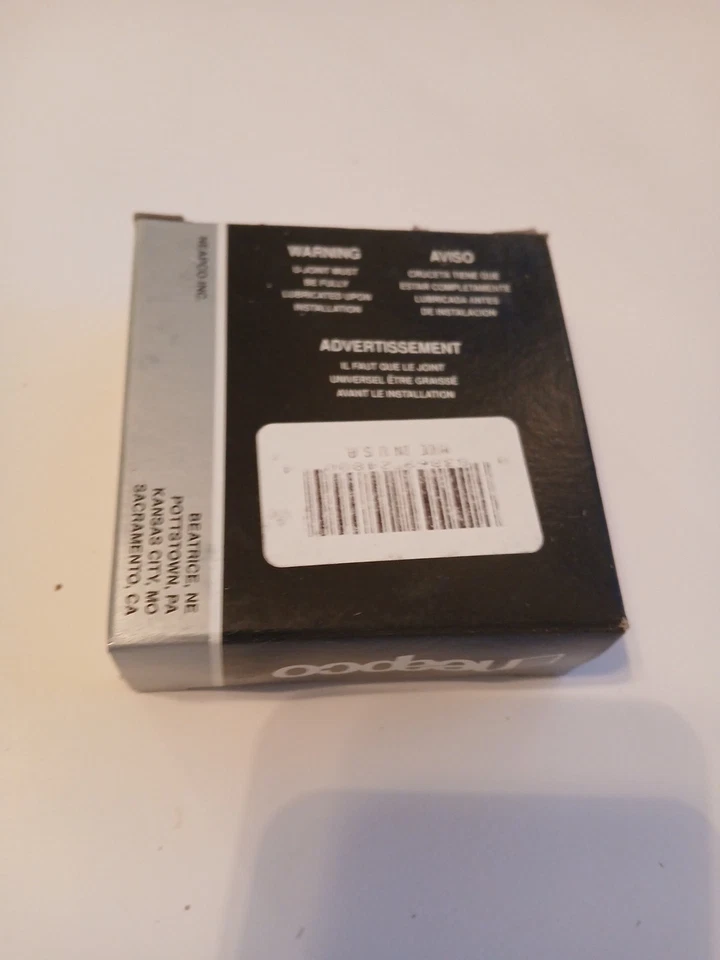 NEAPCO INC.
BEATRICE, NE
POTTSTOWN, PA
KANSAS CITY, MO
SACRAMENTO, CA
WARNING
U-JOINT MUST
BE FULLY
LUBRICATED UPON
INSTALLATION
AVISO
CRUCETA TIENE QUE
ESTAR COMPLETAMENTE
LUBRICADA ANTES
DE INSTALACION
ADVERTISSEMENT
IL FAUT QUE LE JOINT
UNIVERSEL ÊTRE GRAISSÉ
AVANT LE INSTALLATION
MADE IN U.S.A
neapco